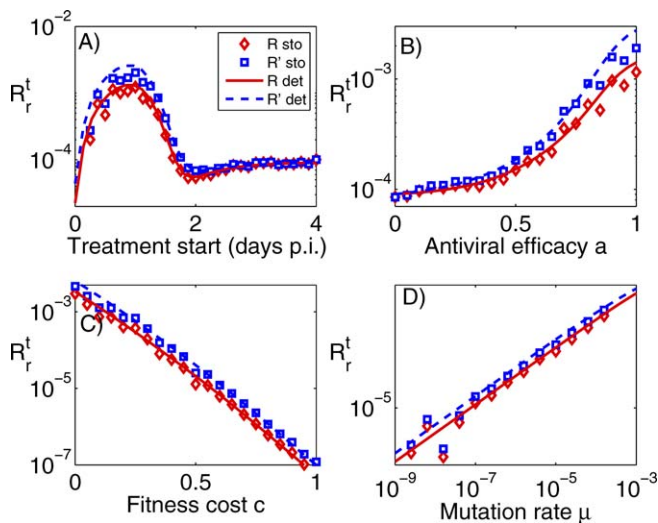 A)
R sto
R' sto
R det
R' det
10^-2
10^-4
R_r^t
0 2 4
Treatment start (days p.i.)
B)
10^-3
10^-4
R_r^t
0 0.5 1
Antiviral efficacy a
C)
10^-3
10^-5
10^-7
R_r^t
0 0.5 1
Fitness cost c
D)
10^-5
R_r^t
10^-9 10^-7 10^-5 10^-3
Mutation rate μ